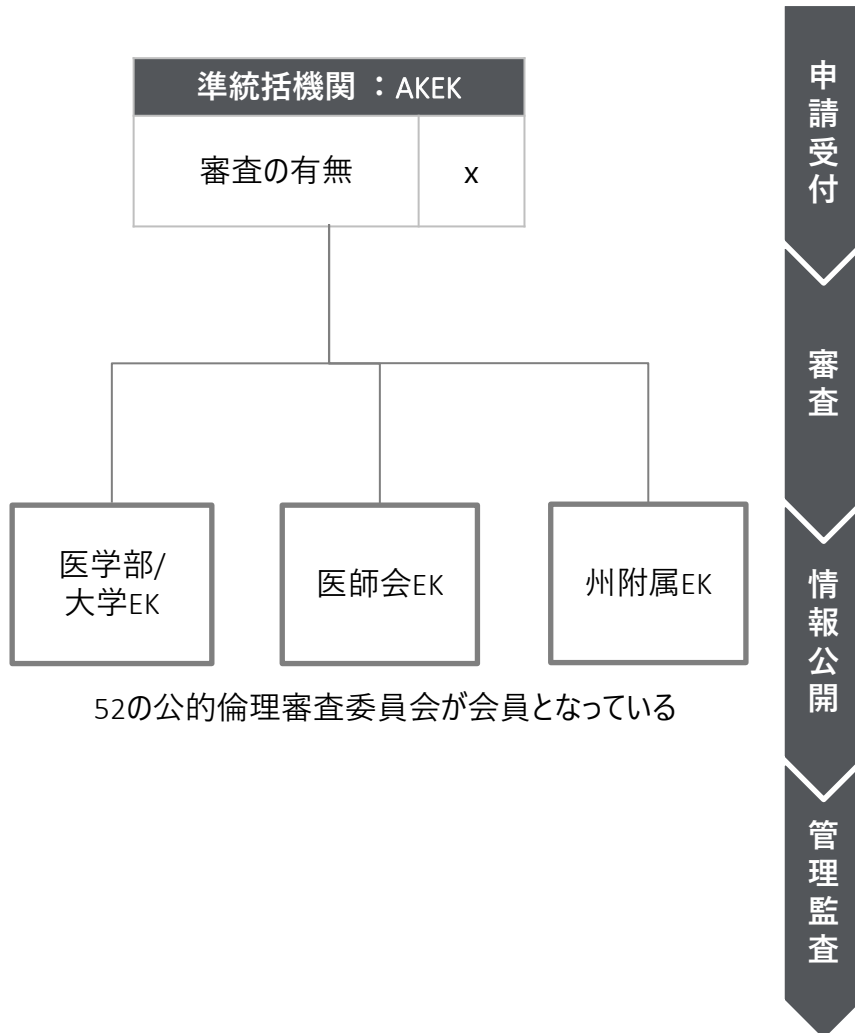 準統括機関 ：AKEK
審査の有無
x
医学部/
大学EK
医師会EK
州附属EK
52の公的倫理審査委員会が会員となっている
申請受付
審査
情報公開
管理監査